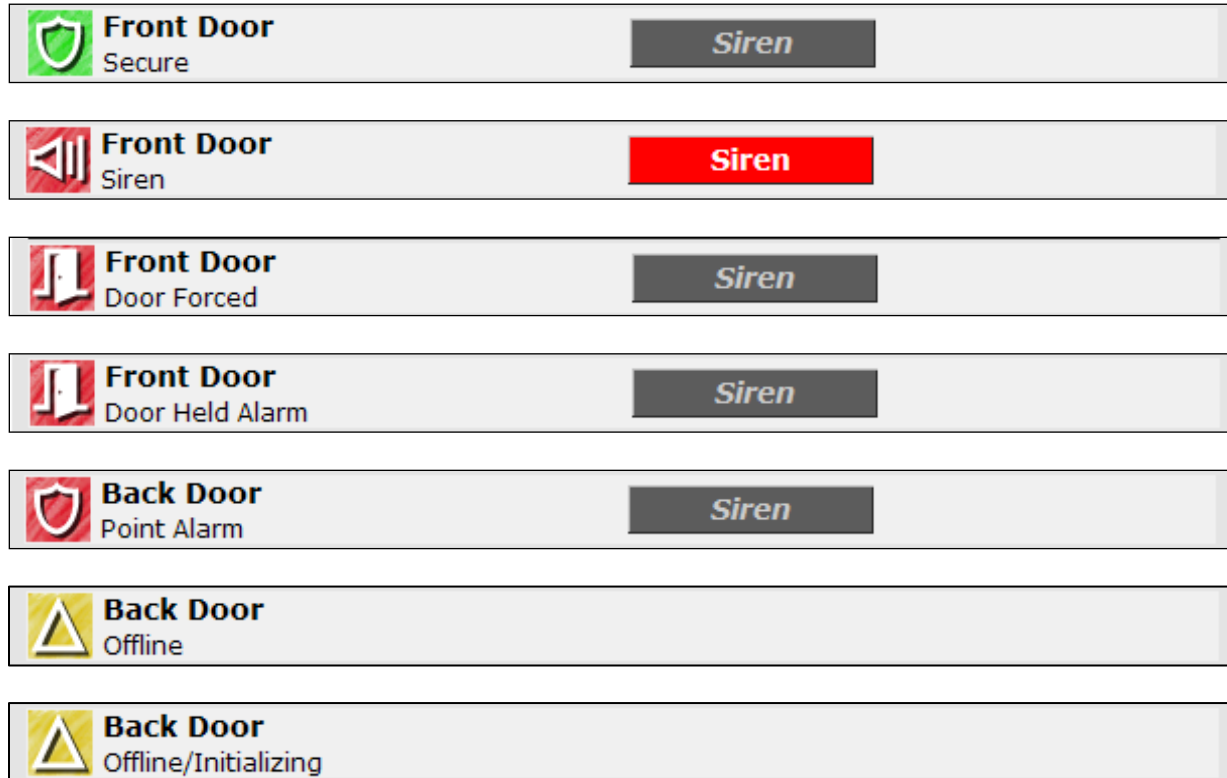 Front Door
Secure
Siren
Front Door
Siren
Siren
Front Door
Door Forced
Siren
Front Door
Door Held Alarm
Siren
Back Door
Point Alarm
Siren
Back Door
Offline
Back Door
Offline/Initializing